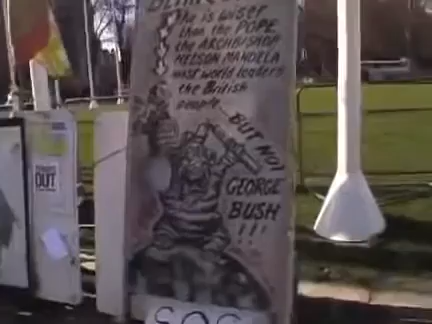 he is wiser
than the POPE
the ARCHBISHOP
NELSON MANDELA
most world leaders
the British
people
BUT NOT
GEORGE
BUSH
!!!
OUT
SOS